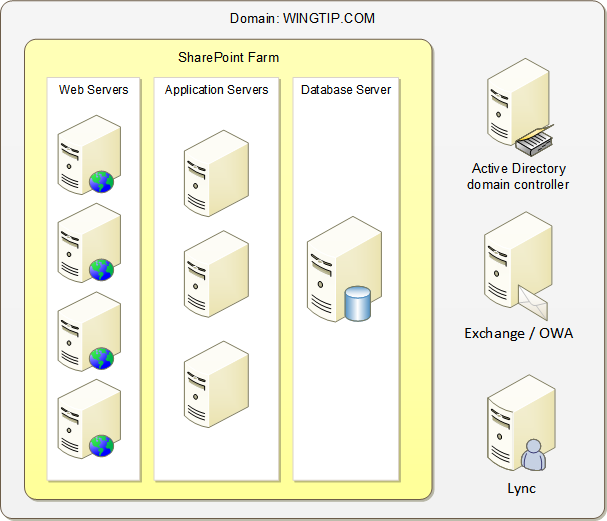 Domain: WINGTIP.COM
SharePoint Farm
Web Servers
Application Servers
Database Server
Active Directory
domain controller
Exchange / OWA
Lync